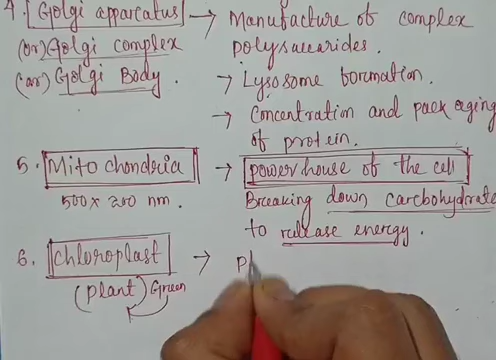 4. Golgi apparcatus → Manufacture of complex
(or) Golgi complex polysaccarides.
(or) Golgi Body. → Lysosome formation.
→ Concentration and packaging
of protein.
5. Mitochondria → powerhouse of the cell
500 x 200 nm. Breaking down carbohydrate
to release energy.
6. Chloroplast → P
(Plant) Green